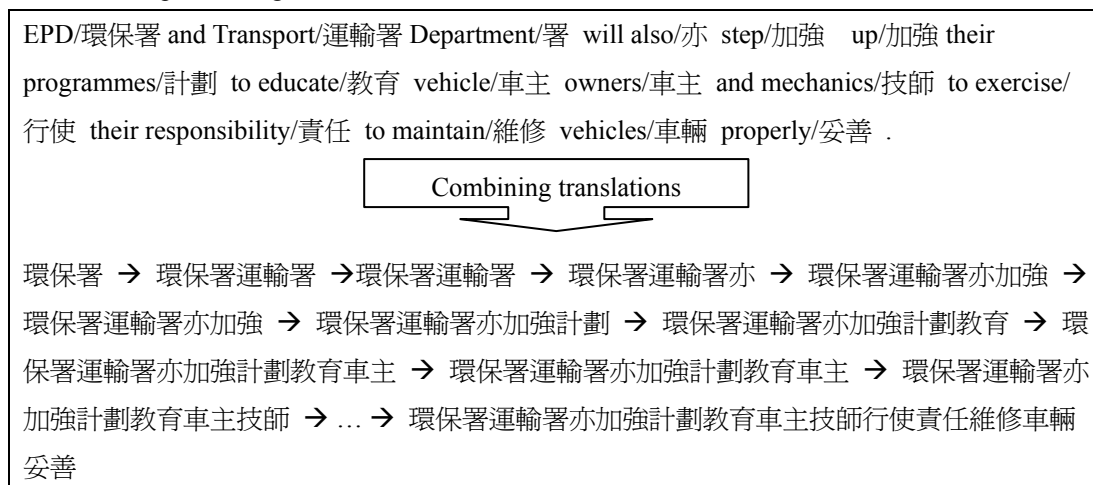 EPD/環保署 and Transport/運輸署 Department/署 will also/亦 step/加強 up/加強 their
programmes/計劃 to educate/教育 vehicle/車主 owners/車主 and mechanics/技師 to exercise/
行使 their responsibility/責任 to maintain/維修 vehicles/車輛 properly/妥善 .
Combining translations
環保署 → 環保署運輸署 →環保署運輸署 → 環保署運輸署亦 → 環保署運輸署亦加強 →
環保署運輸署亦加強 → 環保署運輸署亦加強計劃 → 環保署運輸署亦加強計劃教育 → 環
保署運輸署亦加強計劃教育車主 → 環保署運輸署亦加強計劃教育車主 → 環保署運輸署亦
加強計劃教育車主技師 → … → 環保署運輸署亦加強計劃教育車主技師行使責任維修車輛
妥善